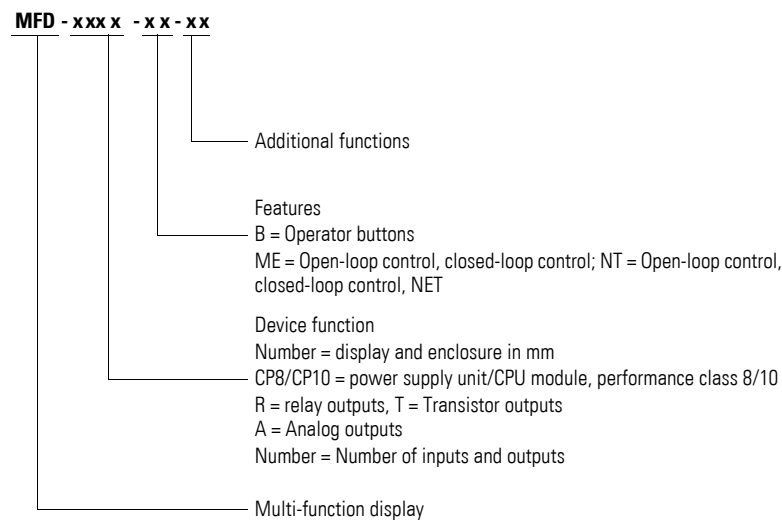 MFD - xxxx - xx - xx
Additional functions
Features
B = Operator buttons
ME = Open-loop control, closed-loop control; NT = Open-loop control,
closed-loop control, NET
Device function
Number = display and enclosure in mm
CP8/CP10 = power supply unit/CPU module, performance class 8/10
R = relay outputs, T = Transistor outputs
A = Analog outputs
Number = Number of inputs and outputs
Multi-function display